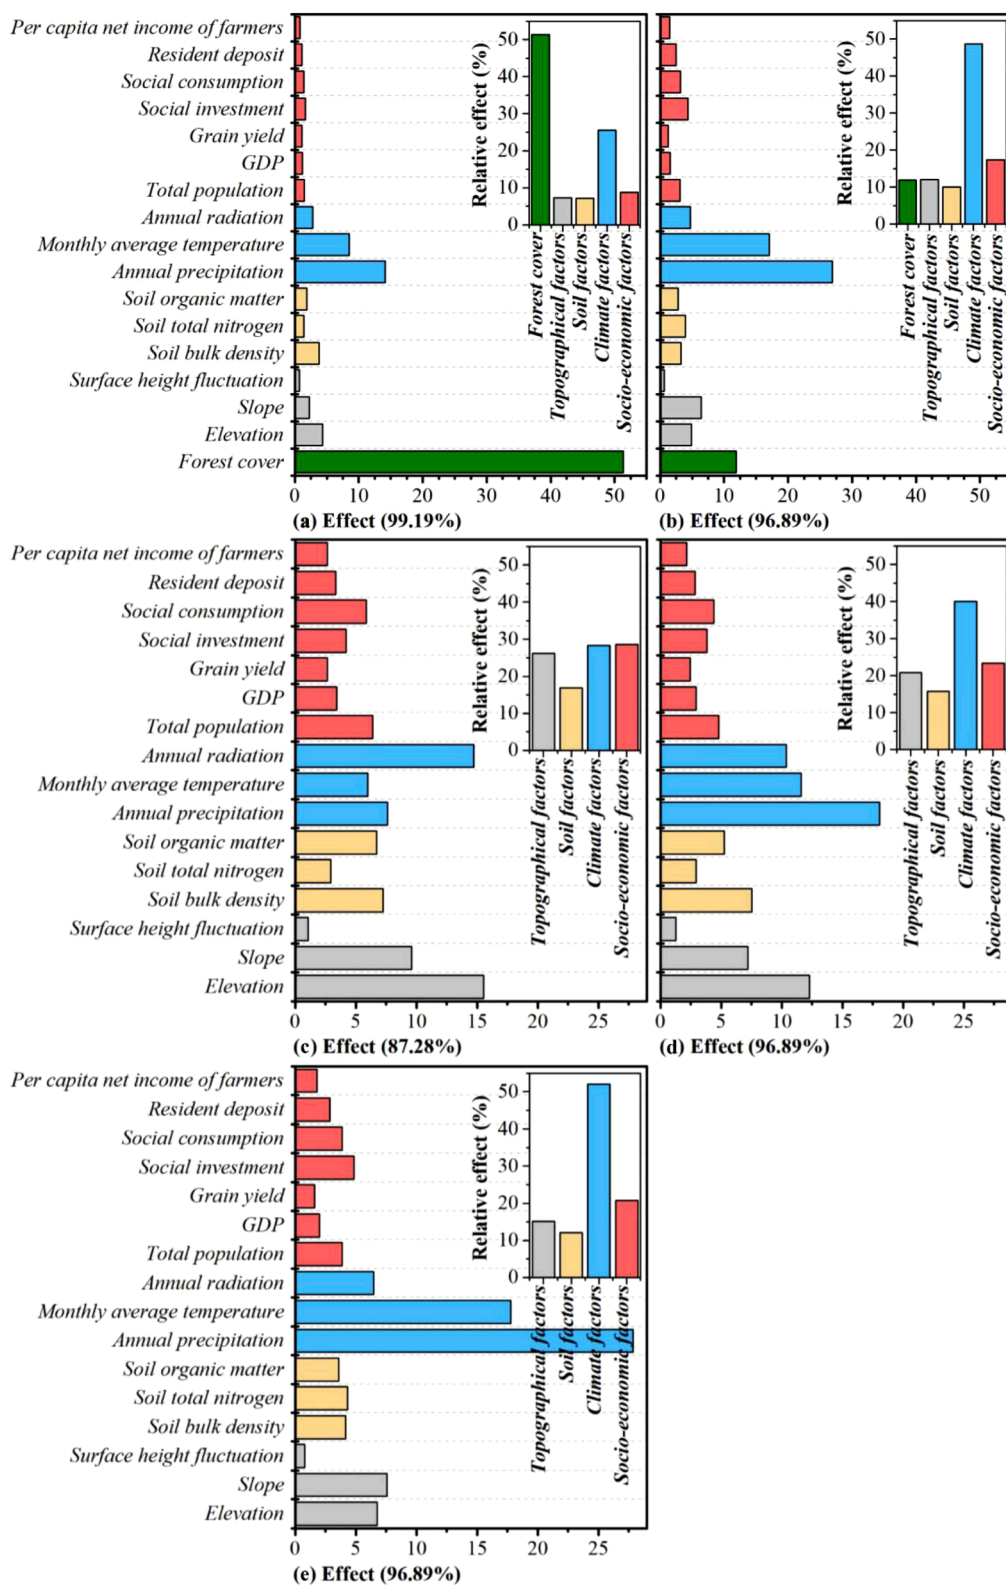 Per capita net income of farmers
Resident deposit
Social consumption
Social investment
Grain yield
GDP
Total population
Annual radiation
Monthly average temperature
Annual precipitation
Soil organic matter
Soil total nitrogen
Soil bulk density
Surface height fluctuation
Slope
Elevation
Forest cover
0 10 20 30 40 50
(a) Effect (99.19%)
Relative effect (%)
50
40
30
20
10
0
Forest cover
Topographical factors
Soil factors
Climate factors
Socio-economic factors
0 10 20 30 40 50
(b) Effect (96.89%)
Relative effect (%)
50
40
30
20
10
0
Forest cover
Topographical factors
Soil factors
Climate factors
Socio-economic factors
Per capita net income of farmers
Resident deposit
Social consumption
Social investment
Grain yield
GDP
Total population
Annual radiation
Monthly average temperature
Annual precipitation
Soil organic matter
Soil total nitrogen
Soil bulk density
Surface height fluctuation
Slope
Elevation
0 5 10 15 20 25
(c) Effect (87.28%)
Relative effect (%)
50
40
30
20
10
0
Topographical factors
Soil factors
Climate factors
Socio-economic factors
0 5 10 15 20 25
(d) Effect (96.89%)
Relative effect (%)
50
40
30
20
10
0
Topographical factors
Soil factors
Climate factors
Socio-economic factors
Per capita net income of farmers
Resident deposit
Social consumption
Social investment
Grain yield
GDP
Total population
Annual radiation
Monthly average temperature
Annual precipitation
Soil organic matter
Soil total nitrogen
Soil bulk density
Surface height fluctuation
Slope
Elevation
0 5 10 15 20 25
(e) Effect (96.89%)
Relative effect (%)
50
40
30
20
10
0
Topographical factors
Soil factors
Climate factors
Socio-economic factors